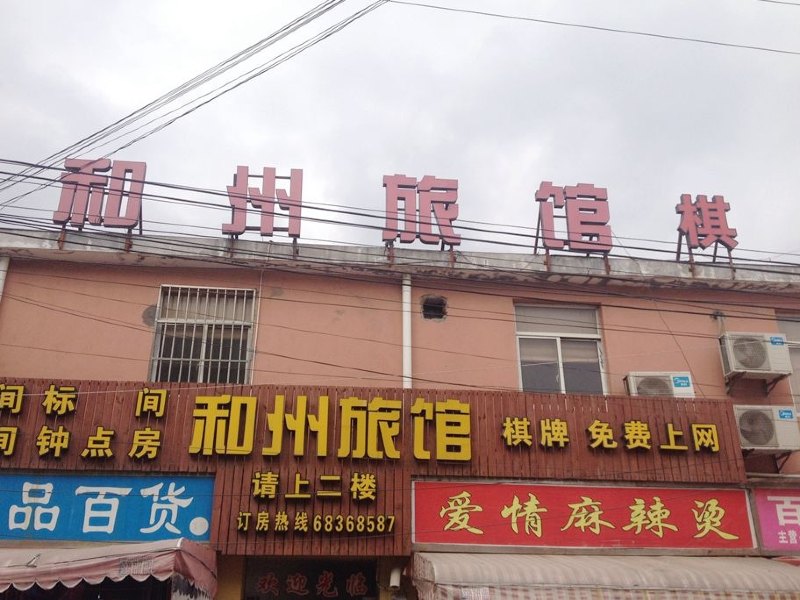 和州旅馆棋
间标 间
间钟点房
和州旅馆
棋牌 免费上网
请上二楼
订房热线68368587
品百货
爱情麻辣烫
百
主营
欢迎光临